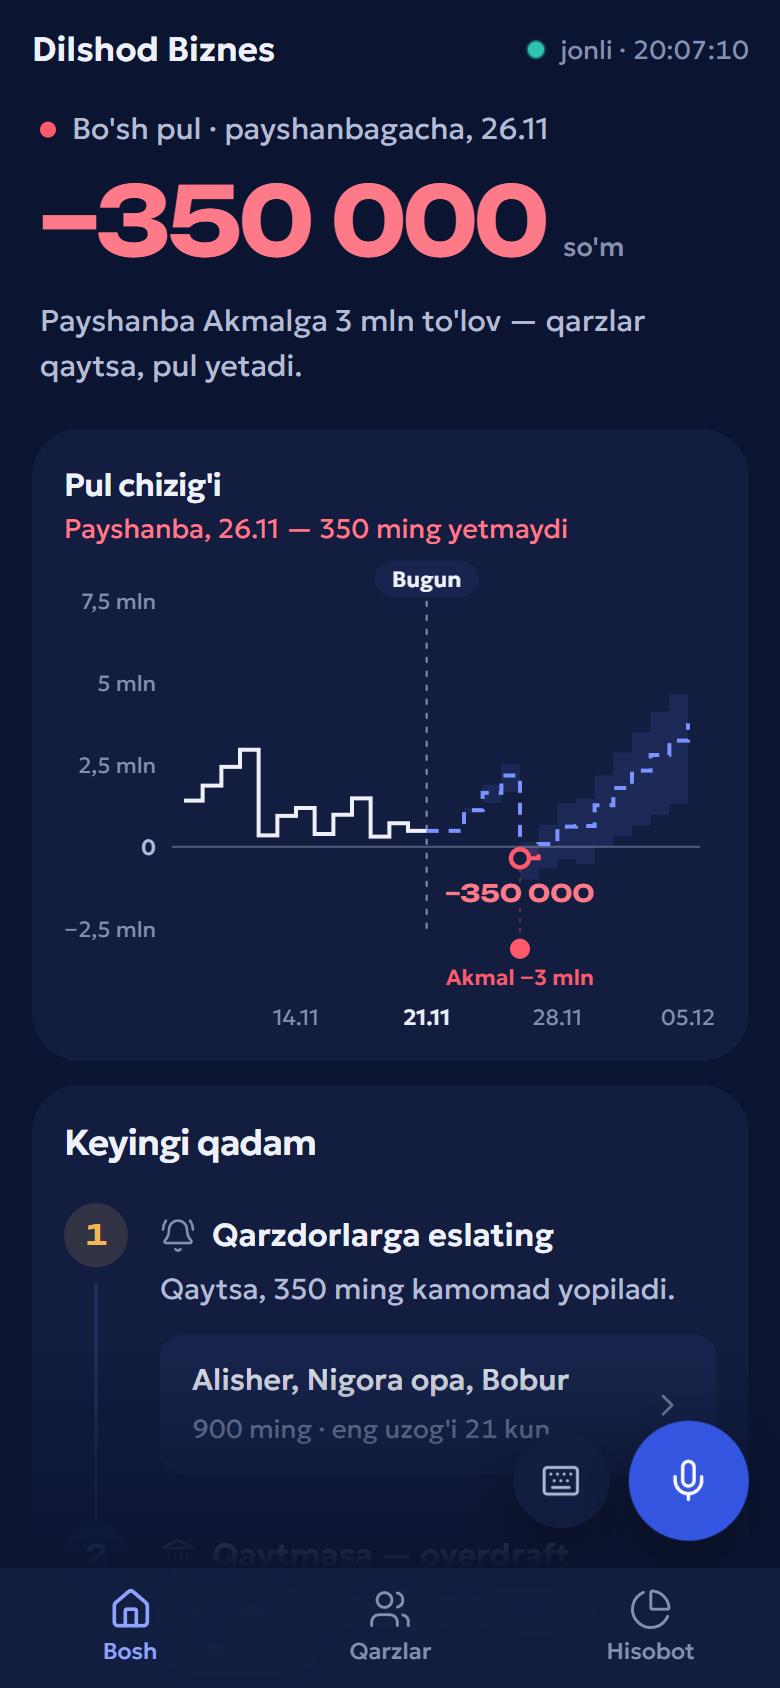 Dilshod Biznes
jonli · 20:07:10
Bo'sh pul · payshanbagacha, 26.11
−350 000 so'm
Payshanba Akmalga 3 mln to'lov — qarzlar
qaytsa, pul yetadi.
Pul chizig'i
Payshanba, 26.11 — 350 ming yetmaydi
Bugun
7,5 mln
5 mln
2,5 mln
0
−2,5 mln
−350 000
Akmal −3 mln
14.11
21.11
28.11
05.12
Keyingi qadam
1
Qarzdorlarga eslating
Qaytsa, 350 ming kamomad yopiladi.
Alisher, Nigora opa, Bobur
900 ming · eng uzog'i 21 kun
2
Qaytmasa — overdraft
Bosh
Qarzlar
Hisobot